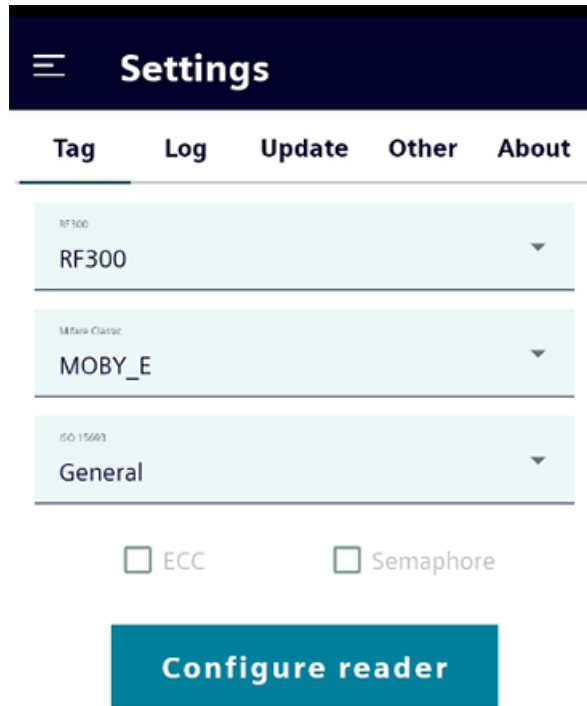 Settings
Tag Log Update Other About
RF300
RF300
Mifare Classic
MOBY_E
ISO 15693
General
ECC Semaphore
Configure reader